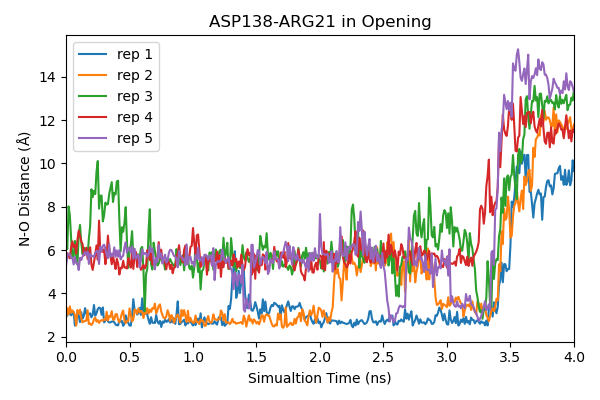 ASP138-ARG21 in Opening
rep 1
rep 2
rep 3
rep 4
rep 5
N-O Distance (Å)
14
12
10
8
6
4
2
0.0 0.5 1.0 1.5 2.0 2.5 3.0 3.5 4.0
Simualtion Time (ns)